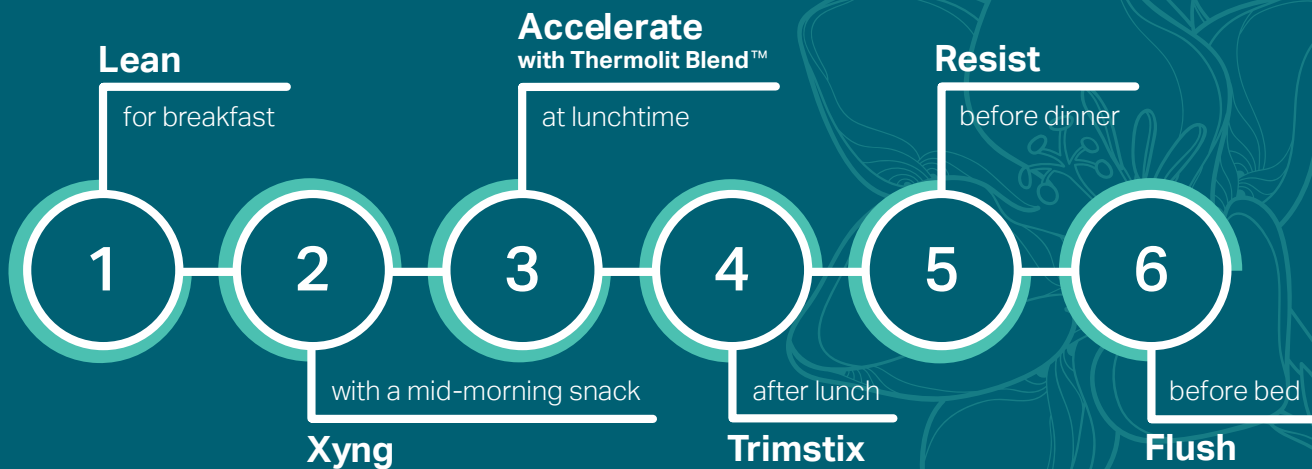 Lean
for breakfast
1
2
with a mid-morning snack
Xyng
Accelerate
with Thermolit Blend™
at lunchtime
3
4
after lunch
Trimstix
Resist
before dinner
5
6
before bed
Flush